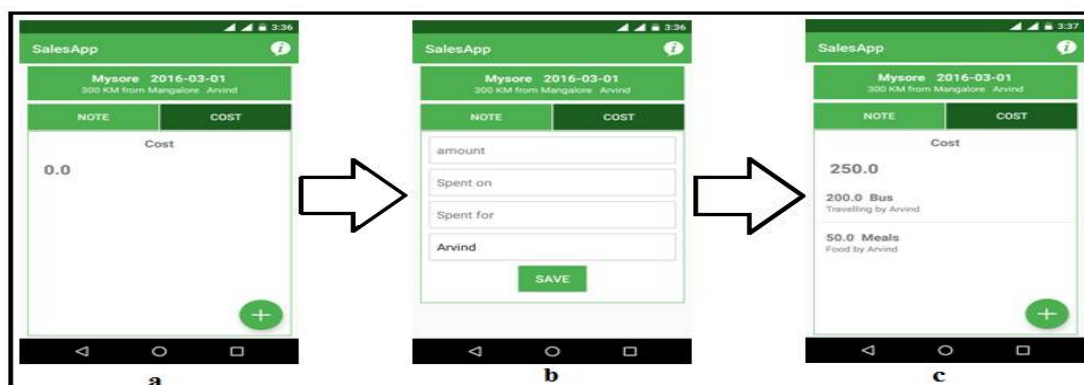 3:36
SalesApp
Mysore 2016-03-01
300 KM from Mangalore Arvind
NOTE COST
Cost
0.0
a
3:36
SalesApp
Mysore 2016-03-01
300 KM from Mangalore Arvind
NOTE COST
amount
Spent on
Spent for
Arvind
SAVE
b
3:37
SalesApp
Mysore 2016-03-01
300 KM from Mangalore Arvind
NOTE COST
Cost
250.0
200.0 Bus
Travelling by Arvind
50.0 Meals
Food by Arvind
c